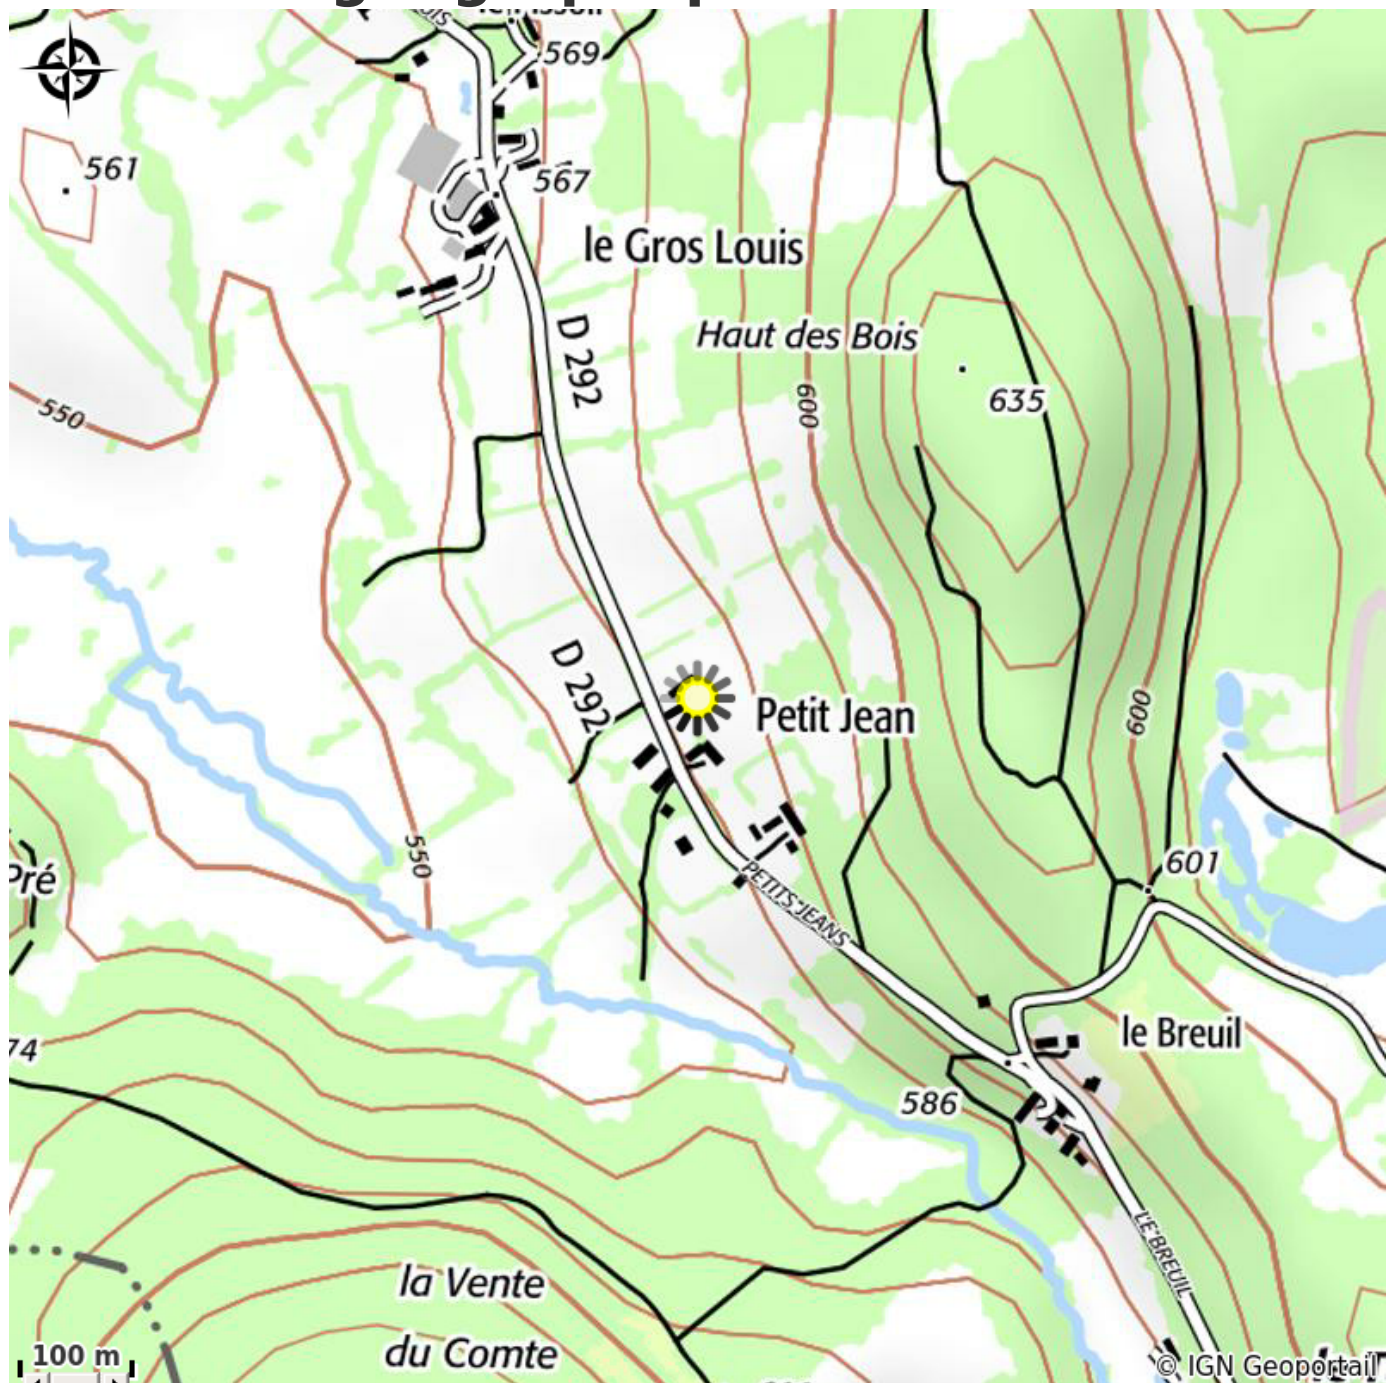 569
561
567
le Gros Louis
D 292
Haut des Bois
635
600
550
D 292
Petit Jean
600
550
601
Pré
PETITS JEANS
le Breuil
74
586
L'E BREUIL
la Vente
du Comte
100 m
© IGN Geoportail